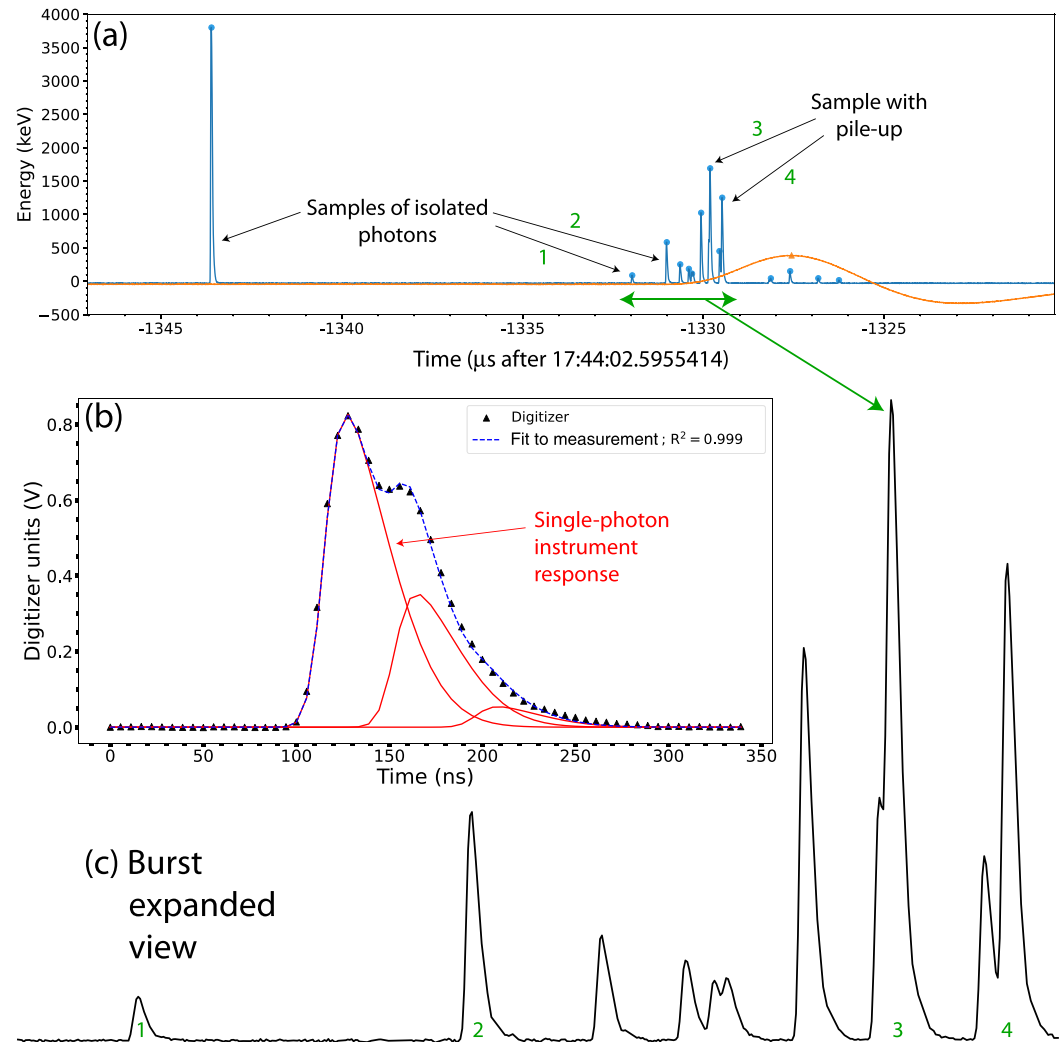 (a)
4000
3500
3000
2500
2000
1500
1000
500
0
−500
Energy (keV)
Samples of isolated
photons
1
2
3
4
Sample with
pile-up
-1345
-1340
-1335
-1330
-1325
Time (μs after 17:44:02.5955414)
(b)
Digitizer
Fit to measurement ; R² = 0.999
0.8
0.6
0.4
0.2
0.0
Digitizer units (V)
Single-photon
instrument
response
0
50
100
150
200
250
300
350
Time (ns)
(c) Burst
expanded
view
1
2
3
4